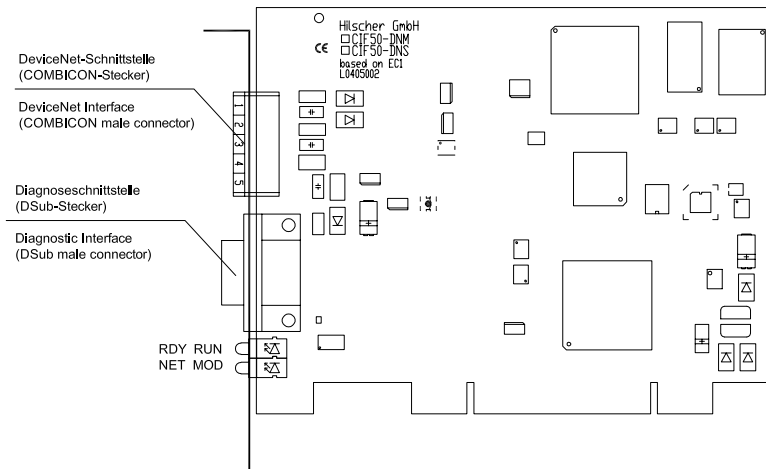 Hilscher GmbH
CIF50-DNM
CIF50-DNS
based on EC1
L0405002
CE
DeviceNet-Schnittstelle
(COMBICON-Stecker)
DeviceNet Interface
(COMBICON male connector)
1
2
3
4
5
Diagnoseschnittstelle
(DSub-Stecker)
Diagnostic Interface
(DSub male connector)
RDY RUN
NET MOD